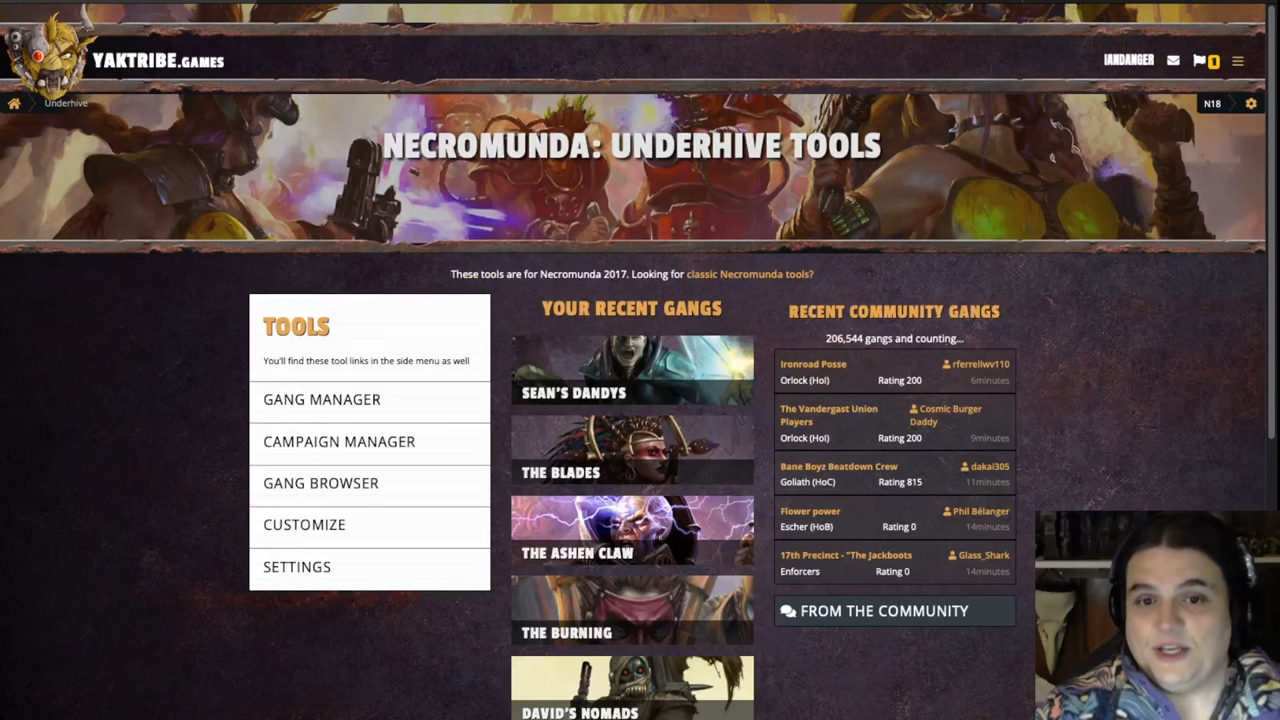 YAKTRIBE.GAMES
IANDANGER
0
Underhive
N18
NECROMUNDA: UNDERHIVE TOOLS
These tools are for Necromunda 2017. Looking for classic Necromunda tools?
TOOLS
You'll find these tool links in the side menu as well
GANG MANAGER
CAMPAIGN MANAGER
GANG BROWSER
CUSTOMIZE
SETTINGS
YOUR RECENT GANGS
SEAN'S DANDYS
THE BLADES
THE ASHEN CLAW
THE BURNING
DAVID'S NOMADS
RECENT COMMUNITY GANGS
206,544 gangs and counting...
Ironroad Posse rferrellwv110
Orlock (HoI) Rating 200 6minutes
The Vandergast Union Players Cosmic Burger Daddy
Orlock (HoI) Rating 200 9minutes
Bane Boyz Beatdown Crew dakai305
Goliath (HoC) Rating 815 11minutes
Flower power Phil Bélanger
Escher (HoB) Rating 0 14minutes
17th Precinct - "The Jackboots Glass_Shark
Enforcers Rating 0 14minutes
FROM THE COMMUNITY